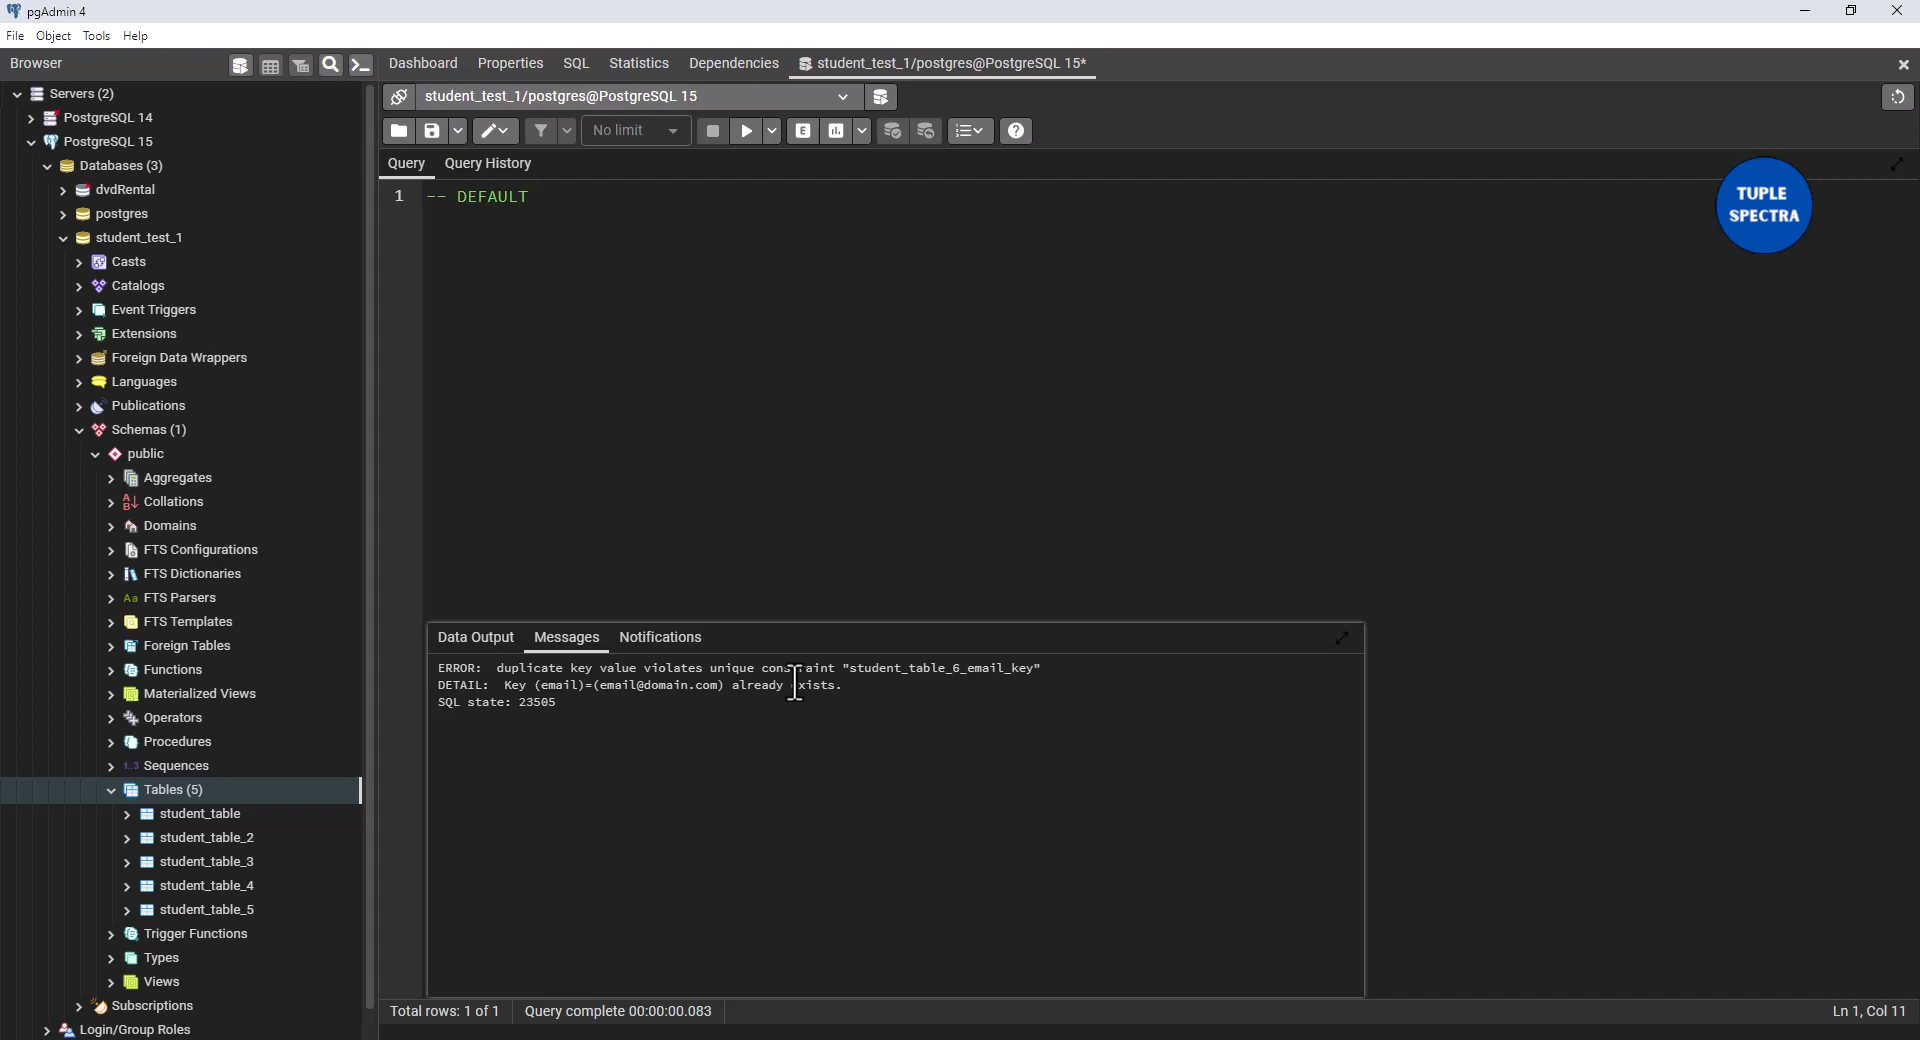 pgAdmin 4
File Object Tools Help
Browser
Dashboard Properties SQL Statistics Dependencies student_test_1/postgres@PostgreSQL 15*
student_test_1/postgres@PostgreSQL 15
No limit
E
Query Query History
1 -- DEFAULT
TUPLE
SPECTRA
Servers (2)
PostgreSQL 14
PostgreSQL 15
Databases (3)
dvdRental
postgres
student_test_1
Casts
Catalogs
Event Triggers
Extensions
Foreign Data Wrappers
Languages
Publications
Schemas (1)
public
Aggregates
Collations
Domains
FTS Configurations
FTS Dictionaries
Aa FTS Parsers
FTS Templates
Foreign Tables
Functions
Materialized Views
Operators
Procedures
1..3 Sequences
Tables (5)
student_table
student_table_2
student_table_3
student_table_4
student_table_5
Trigger Functions
Types
Views
Subscriptions
Login/Group Roles
Data Output Messages Notifications
ERROR: duplicate key value violates unique constraint "student_table_6_email_key"
DETAIL: Key (email)=(email@domain.com) already exists.
SQL state: 23505
Total rows: 1 of 1 Query complete 00:00:00.083 Ln 1, Col 11